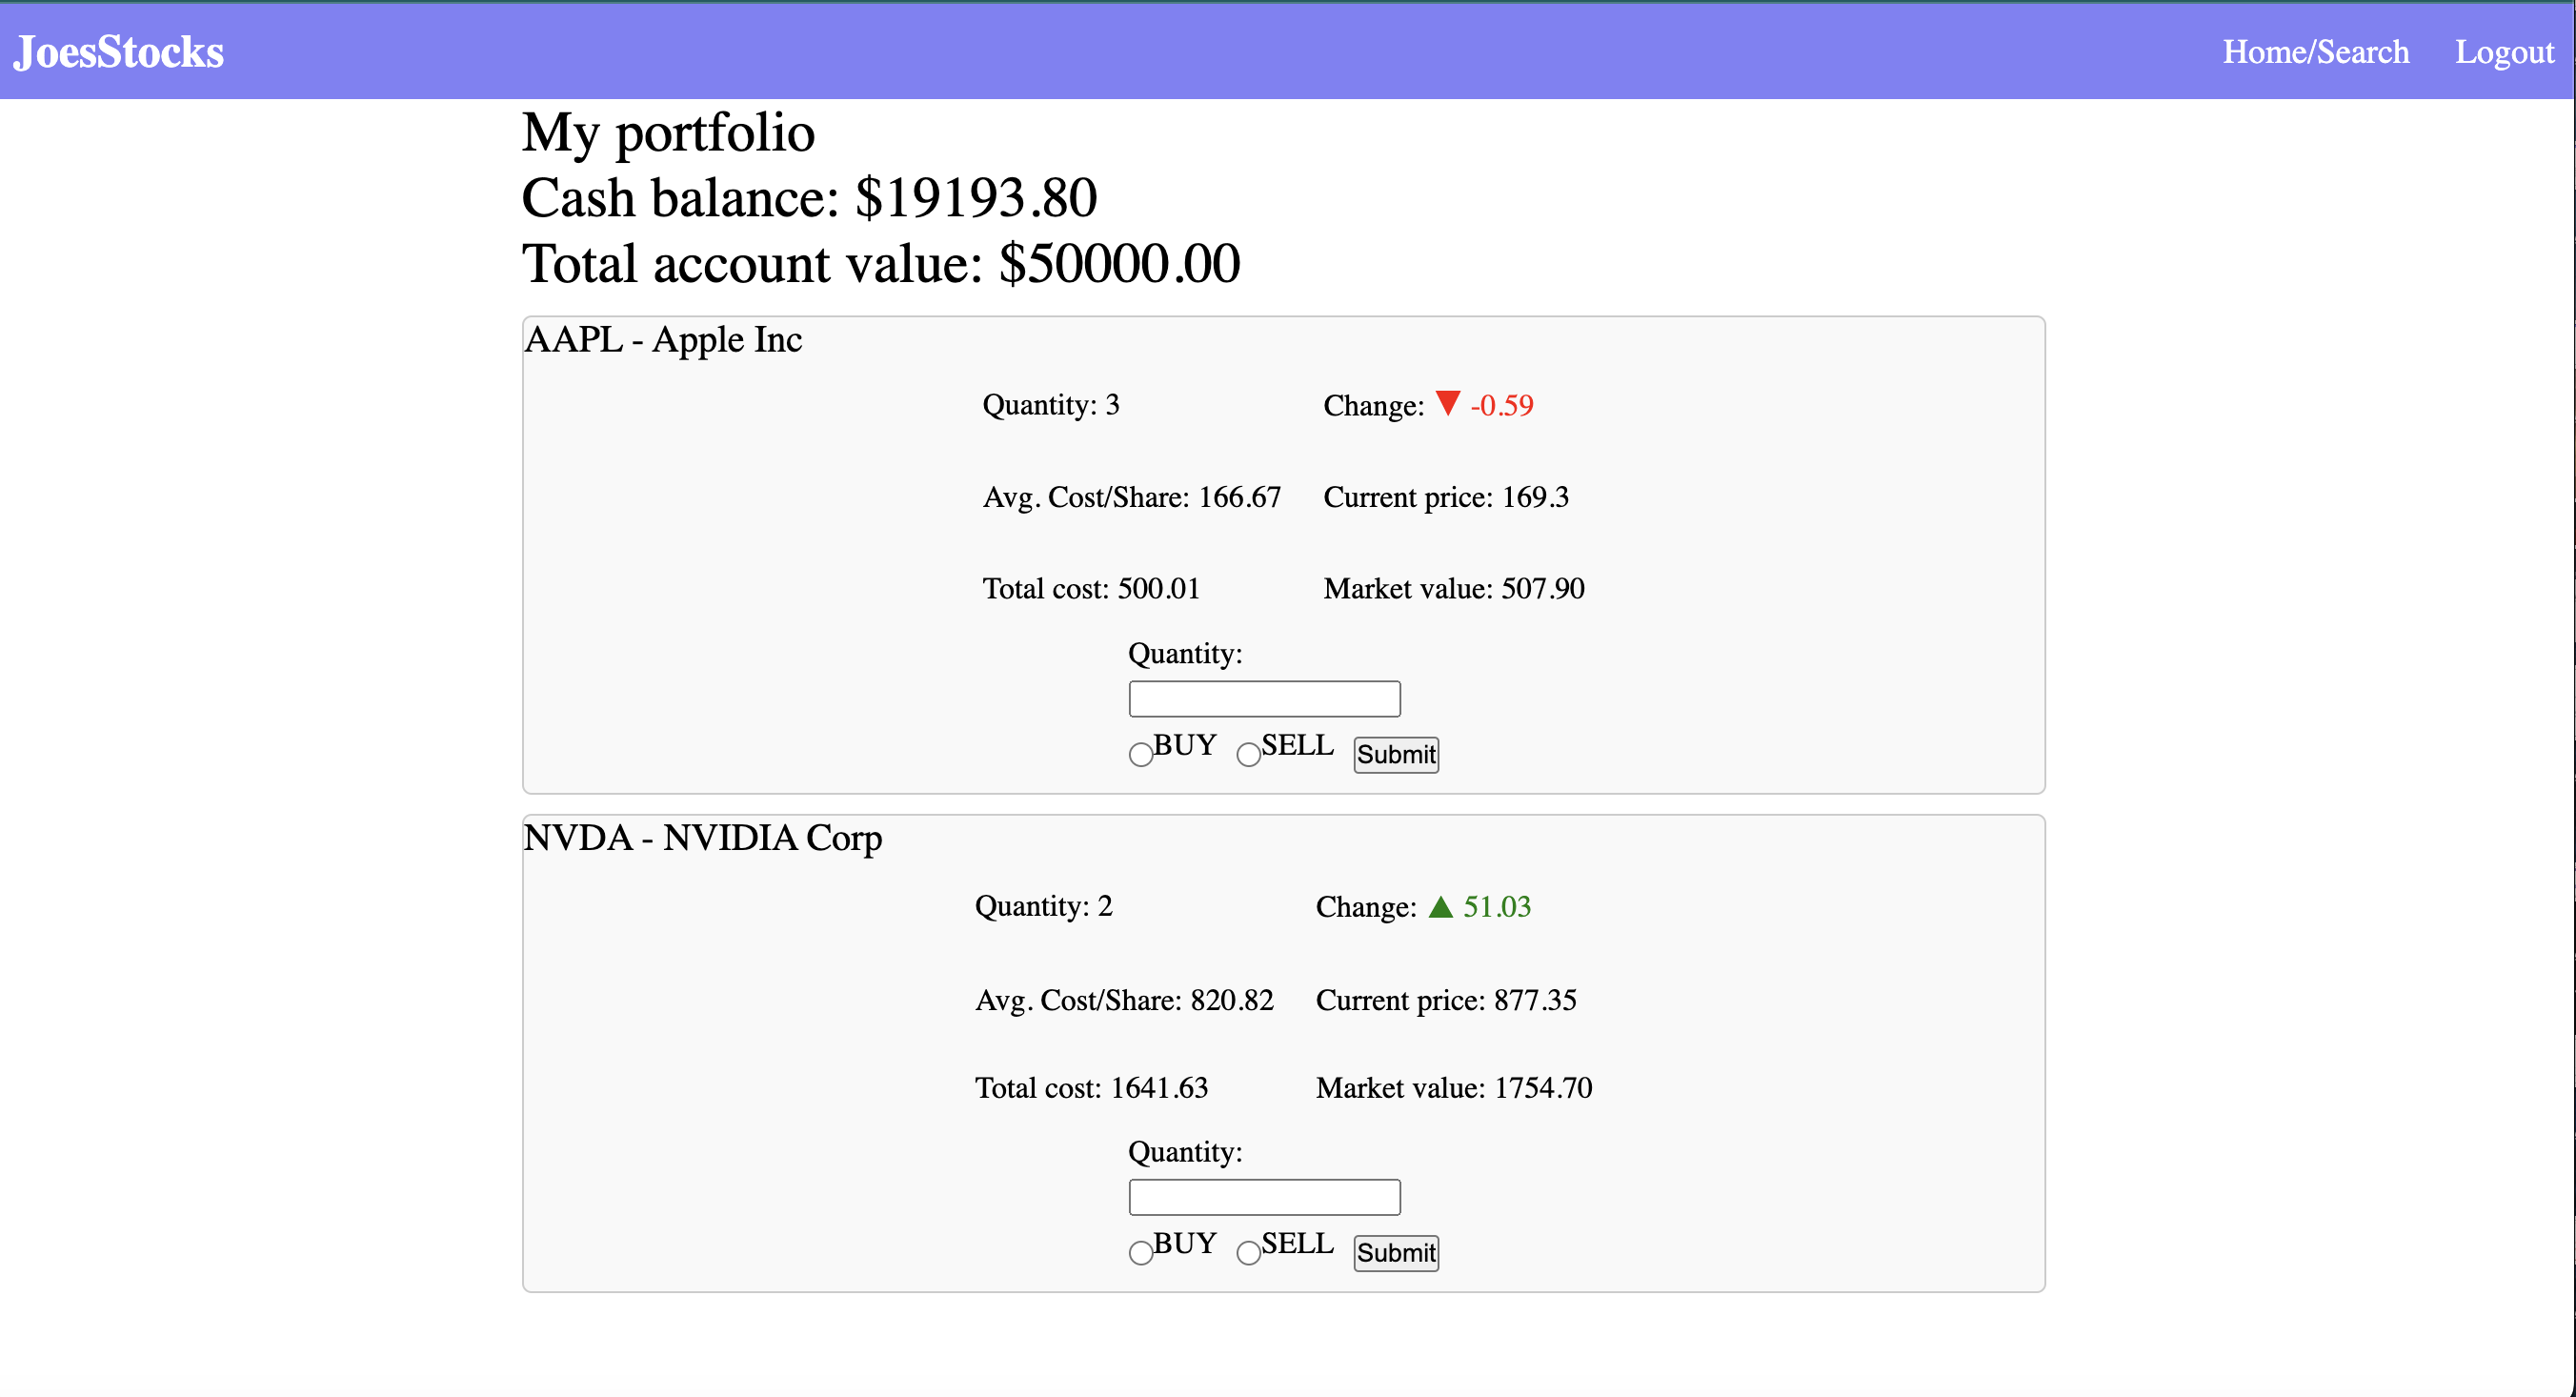 JoesStocks Home/Search Logout
My portfolio
Cash balance: $19193.80
Total account value: $50000.00
AAPL - Apple Inc
Quantity: 3 Change: ▼ -0.59
Avg. Cost/Share: 166.67 Current price: 169.3
Total cost: 500.01 Market value: 507.90
Quantity:
BUY SELL Submit
NVDA - NVIDIA Corp
Quantity: 2 Change: ▲ 51.03
Avg. Cost/Share: 820.82 Current price: 877.35
Total cost: 1641.63 Market value: 1754.70
Quantity:
BUY SELL Submit